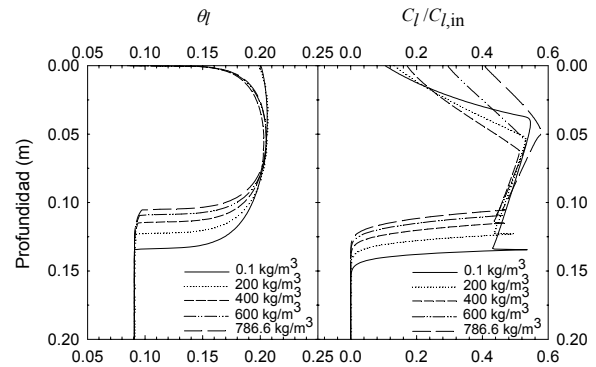 θl
Cl /Cl,in
0.05 0.10 0.15 0.20 0.25 0.0 0.2 0.4 0.6
0.00 0.00
0.05 0.05
0.10 0.10
0.15 0.15
0.20 0.20
Profundidad (m)
0.1 kg/m3
200 kg/m3
400 kg/m3
600 kg/m3
786.6 kg/m3
0.1 kg/m3
200 kg/m3
400 kg/m3
600 kg/m3
786.6 kg/m3
0.05 0.10 0.15 0.20 0.25 0.0 0.2 0.4 0.6